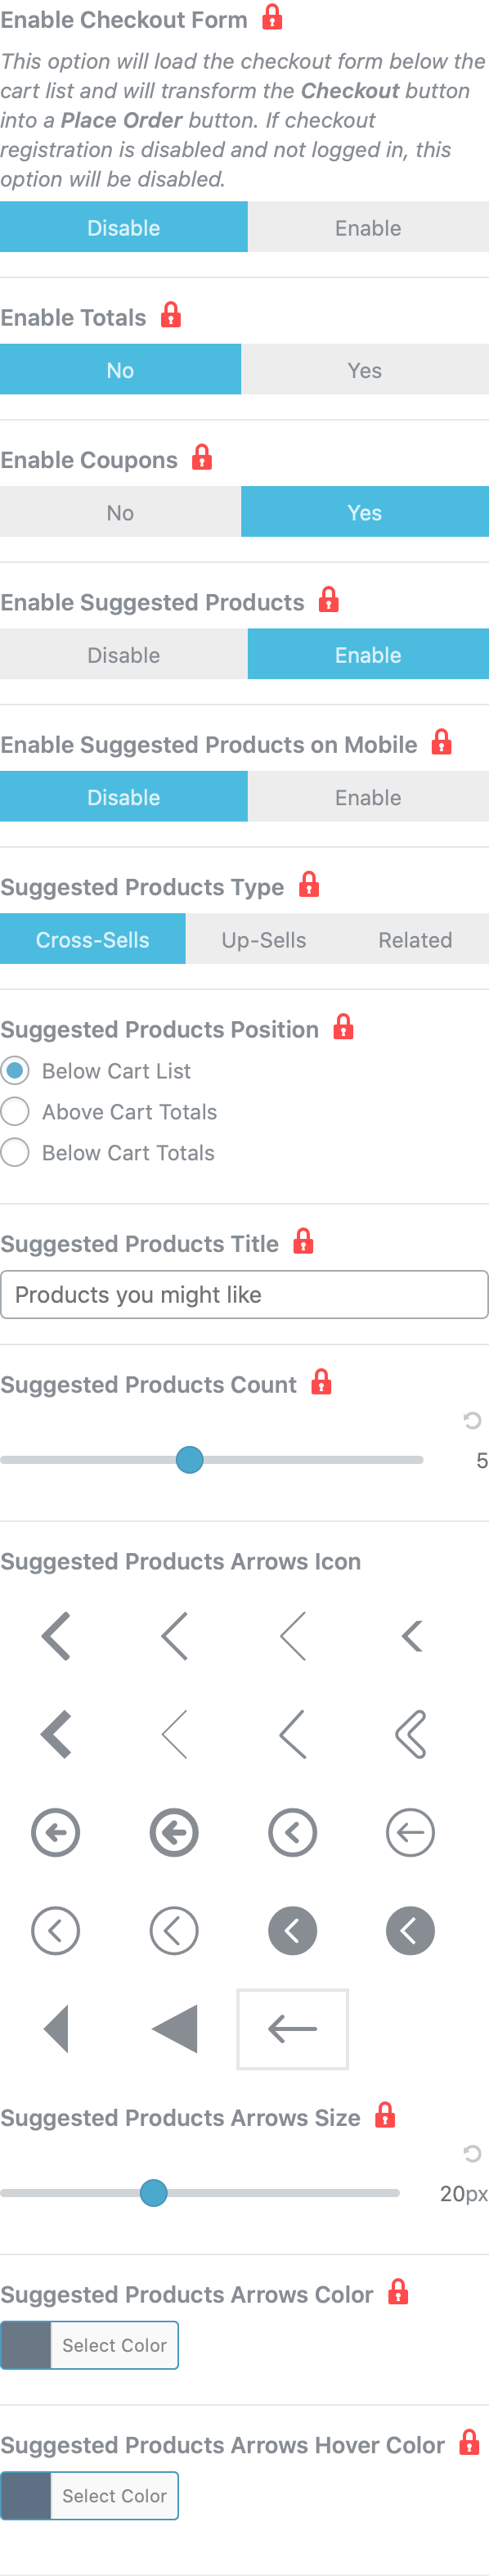 Enable Checkout Form
This option will load the checkout form below the
cart list and will transform the Checkout button
into a Place Order button. If checkout
registration is disabled and not logged in, this
option will be disabled.
Disable Enable
Enable Totals
No Yes
Enable Coupons
No Yes
Enable Suggested Products
Disable Enable
Enable Suggested Products on Mobile
Disable Enable
Suggested Products Type
Cross-Sells Up-Sells Related
Suggested Products Position
Below Cart List
Above Cart Totals
Below Cart Totals
Suggested Products Title
Products you might like
Suggested Products Count
5
Suggested Products Arrows Icon
Suggested Products Arrows Size
20px
Suggested Products Arrows Color
Select Color
Suggested Products Arrows Hover Color
Select Color